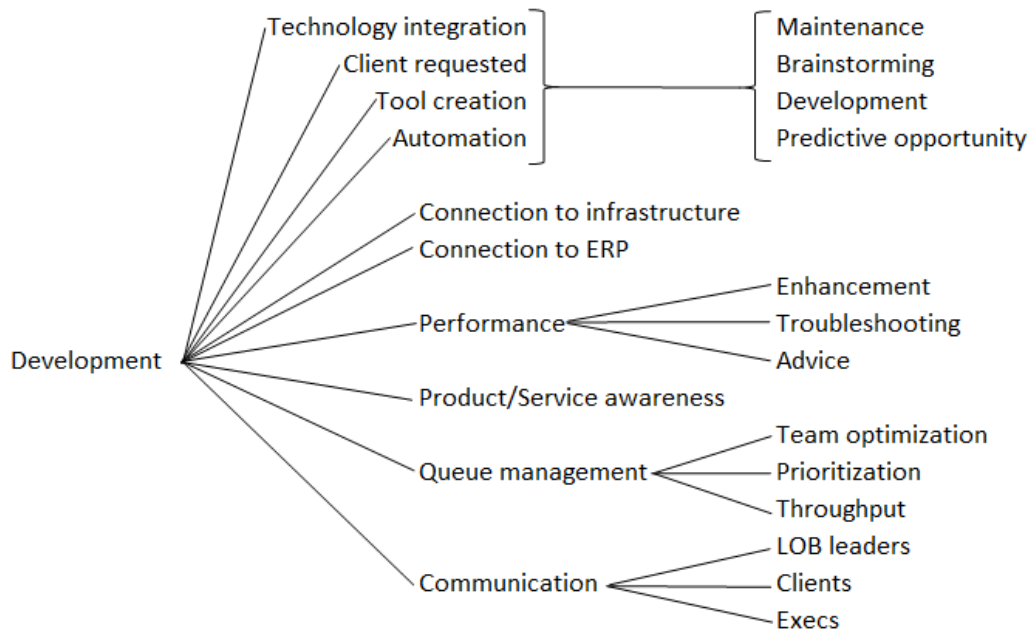 Technology integration
Client requested
Tool creation
Automation
Maintenance
Brainstorming
Development
Predictive opportunity
Connection to infrastructure
Connection to ERP
Development
Performance
Enhancement
Troubleshooting
Advice
Product/Service awareness
Queue management
Team optimization
Prioritization
Throughput
Communication
LOB leaders
Clients
Execs